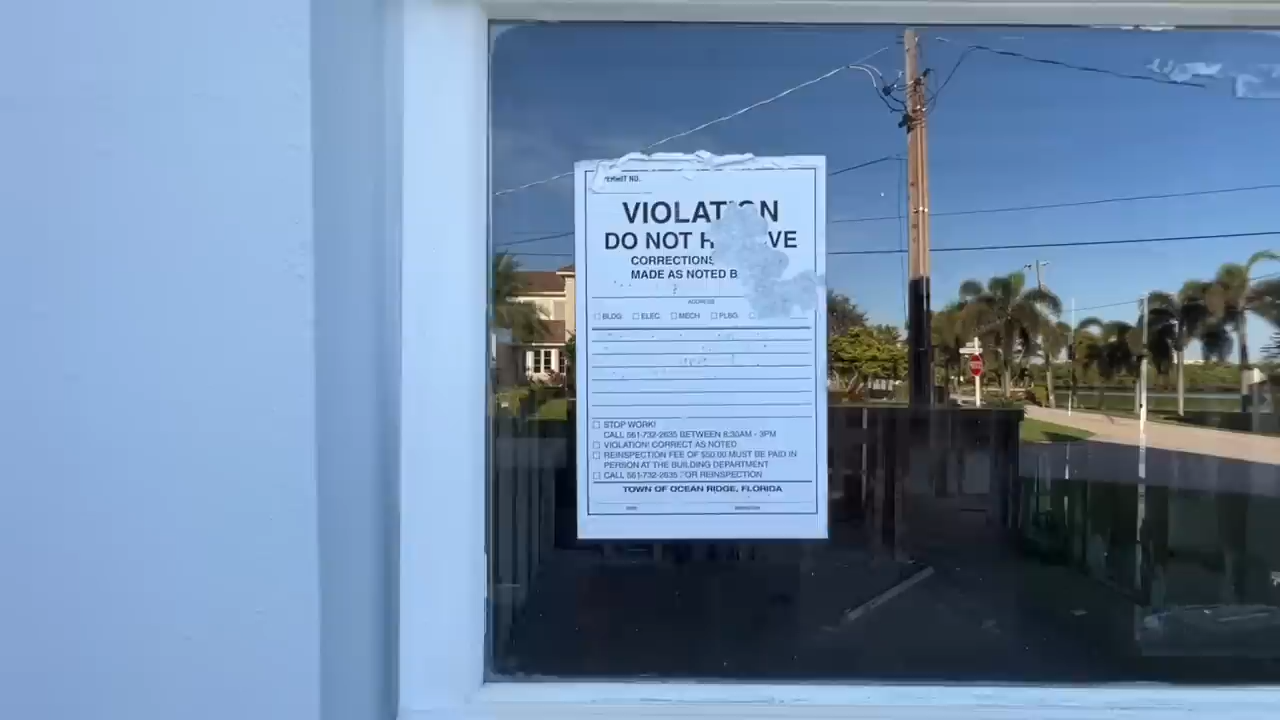 PERMIT NO.
VIOLATION
DO NOT REMOVE
CORRECTIONS
MADE AS NOTED B
ADDRESS
BLDG. ELEC. MECH. PLBG.
STOP WORK!
CALL 561-732-2635 BETWEEN 8:30AM - 3PM
VIOLATION! CORRECT AS NOTED
REINSPECTION FEE OF $50.00 MUST BE PAID IN
PERSON AT THE BUILDING DEPARTMENT
CALL 561-732-2635 FOR REINSPECTION
TOWN OF OCEAN RIDGE, FLORIDA
DATE